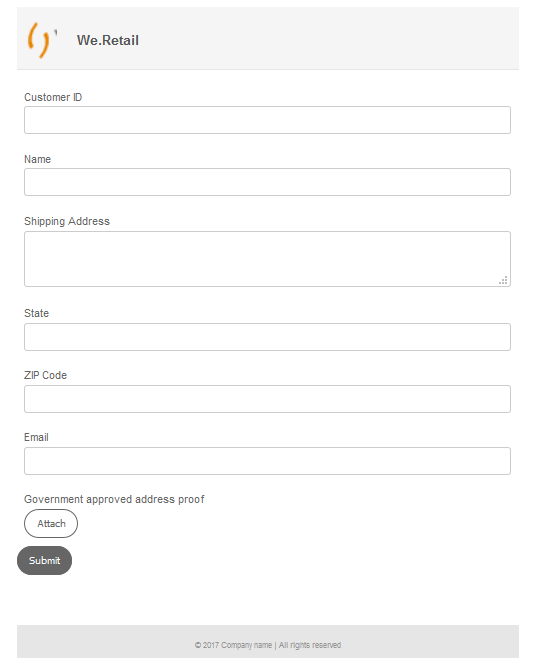 We.Retail
Customer ID
Name
Shipping Address
State
ZIP Code
Email
Government approved address proof
Attach
Submit
© 2017 Company name | All rights reserved